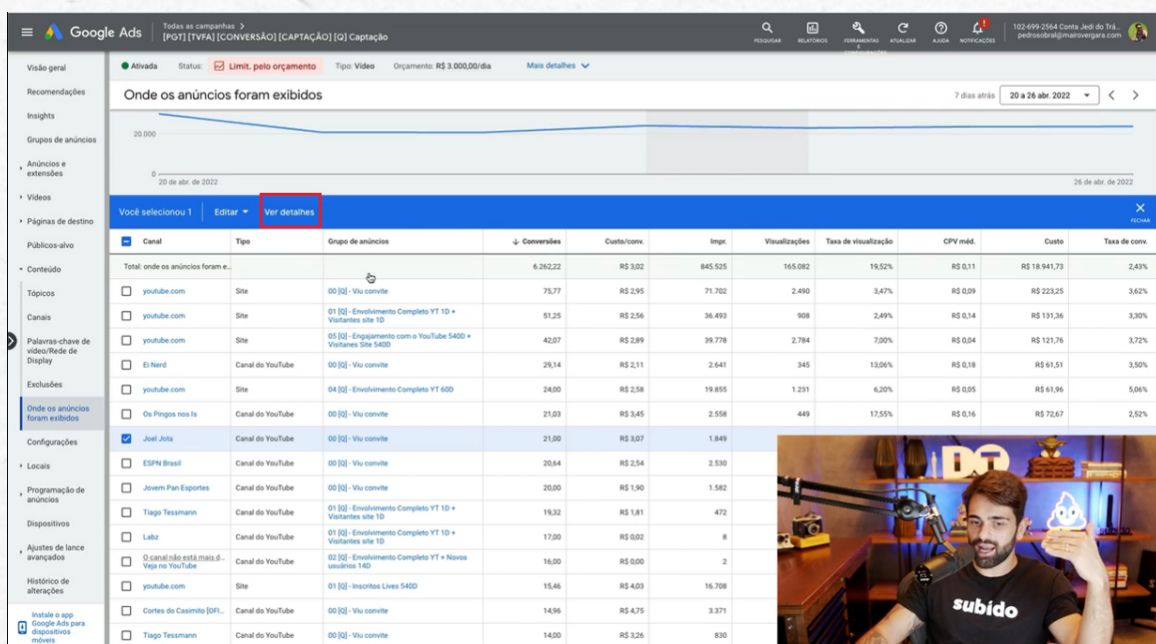 Google Ads
Todas as campanhas >
[PGT] [TVFA] [CONVERSÃO] [CAPTAÇÃO] [Q] Captação
PESQUISAR
RELATÓRIOS
FERRAMENTAS E CONFIGURAÇÕES
ATUALIZAR
AJUDA
NOTIFICAÇÕES
102-699-2564 Conta Jedi do Trá...
pedrosobral@mairovergara.com
Visão geral
Recomendações
Insights
Grupos de anúncios
Anúncios e
extensões
Vídeos
Páginas de destino
Públicos-alvo
Conteúdo
Tópicos
Canais
Palavras-chave de
vídeo/Rede de
Display
Exclusões
Onde os anúncios
foram exibidos
Configurações
Locais
Programação de
anúncios
Dispositivos
Ajustes de lance
avançados
Histórico de
alterações
Instale o app
Google Ads para
dispositivos
móveis
Ativada Status: Limit. pelo orçamento Tipo: Vídeo Orçamento: R$ 3.000,00/dia Mais detalhes
Onde os anúncios foram exibidos
7 dias atrás 20 a 26 abr. 2022
20.000
0
20 de abr. de 2022
26 de abr. de 2022
Você selecionou 1 Editar Ver detalhes
FECHAR
Canal Tipo Grupo de anúncios Conversões Custo/conv. Impr. Visualizações Taxa de visualização CPV méd. Custo Taxa de conv.
Total: onde os anúncios foram e... 6.262,22 R$ 3,02 845.525 165.082 19,52% R$ 0,11 R$ 18.941,73 2,43%
youtube.com Site 00 [Q] - Viu convite 75,77 R$ 2,95 71.702 2.490 3,47% R$ 0,09 R$ 223,25 3,62%
youtube.com Site 01 [Q] - Envolvimento Completo YT 1D + Visitantes site 1D 51,25 R$ 2,56 36.493 908 2,49% R$ 0,14 R$ 131,36 3,30%
youtube.com Site 05 [Q] - Engajamento com o YouTube 540D + Visitanes Site 540D 42,07 R$ 2,89 39.778 2.784 7,00% R$ 0,04 R$ 121,76 3,72%
Ei Nerd Canal do YouTube 00 [Q] - Viu convite 29,14 R$ 2,11 2.641 345 13,06% R$ 0,18 R$ 61,51 3,50%
youtube.com Site 04 [Q] - Envolvimento Completo YT 60D 24,00 R$ 2,58 19.855 1.231 6,20% R$ 0,05 R$ 61,96 5,06%
Os Pingos nos Is Canal do YouTube 00 [Q] - Viu convite 21,03 R$ 3,45 2.558 449 17,55% R$ 0,16 R$ 72,67 2,52%
Joel Jota Canal do YouTube 00 [Q] - Viu convite 21,00 R$ 3,07 1.849
ESPN Brasil Canal do YouTube 00 [Q] - Viu convite 20,64 R$ 2,54 2.530
Jovem Pan Esportes Canal do YouTube 00 [Q] - Viu convite 20,00 R$ 1,90 1.582
Tiago Tessmann Canal do YouTube 01 [Q] - Envolvimento Completo YT 1D + Visitantes site 1D 19,32 R$ 1,81 472
Labz Canal do YouTube 01 [Q] - Envolvimento Completo YT 1D + Visitantes site 1D 17,00 R$ 0,02 8
O canal não está mais d... Veja no YouTube Canal do YouTube 02 [Q] - Envolvimento Completo YT + Novos usuários 14D 16,00 R$ 0,00 2
youtube.com Site 01 [Q] - Inscritos Lives 540D 15,46 R$ 4,03 16.708
Cortes do Casimito [OFI... Canal do YouTube 00 [Q] - Viu convite 14,96 R$ 4,75 3.371
Tiago Tessmann Canal do YouTube 00 [Q] - Viu convite 14,00 R$ 3,26 830
DT
subido
subido